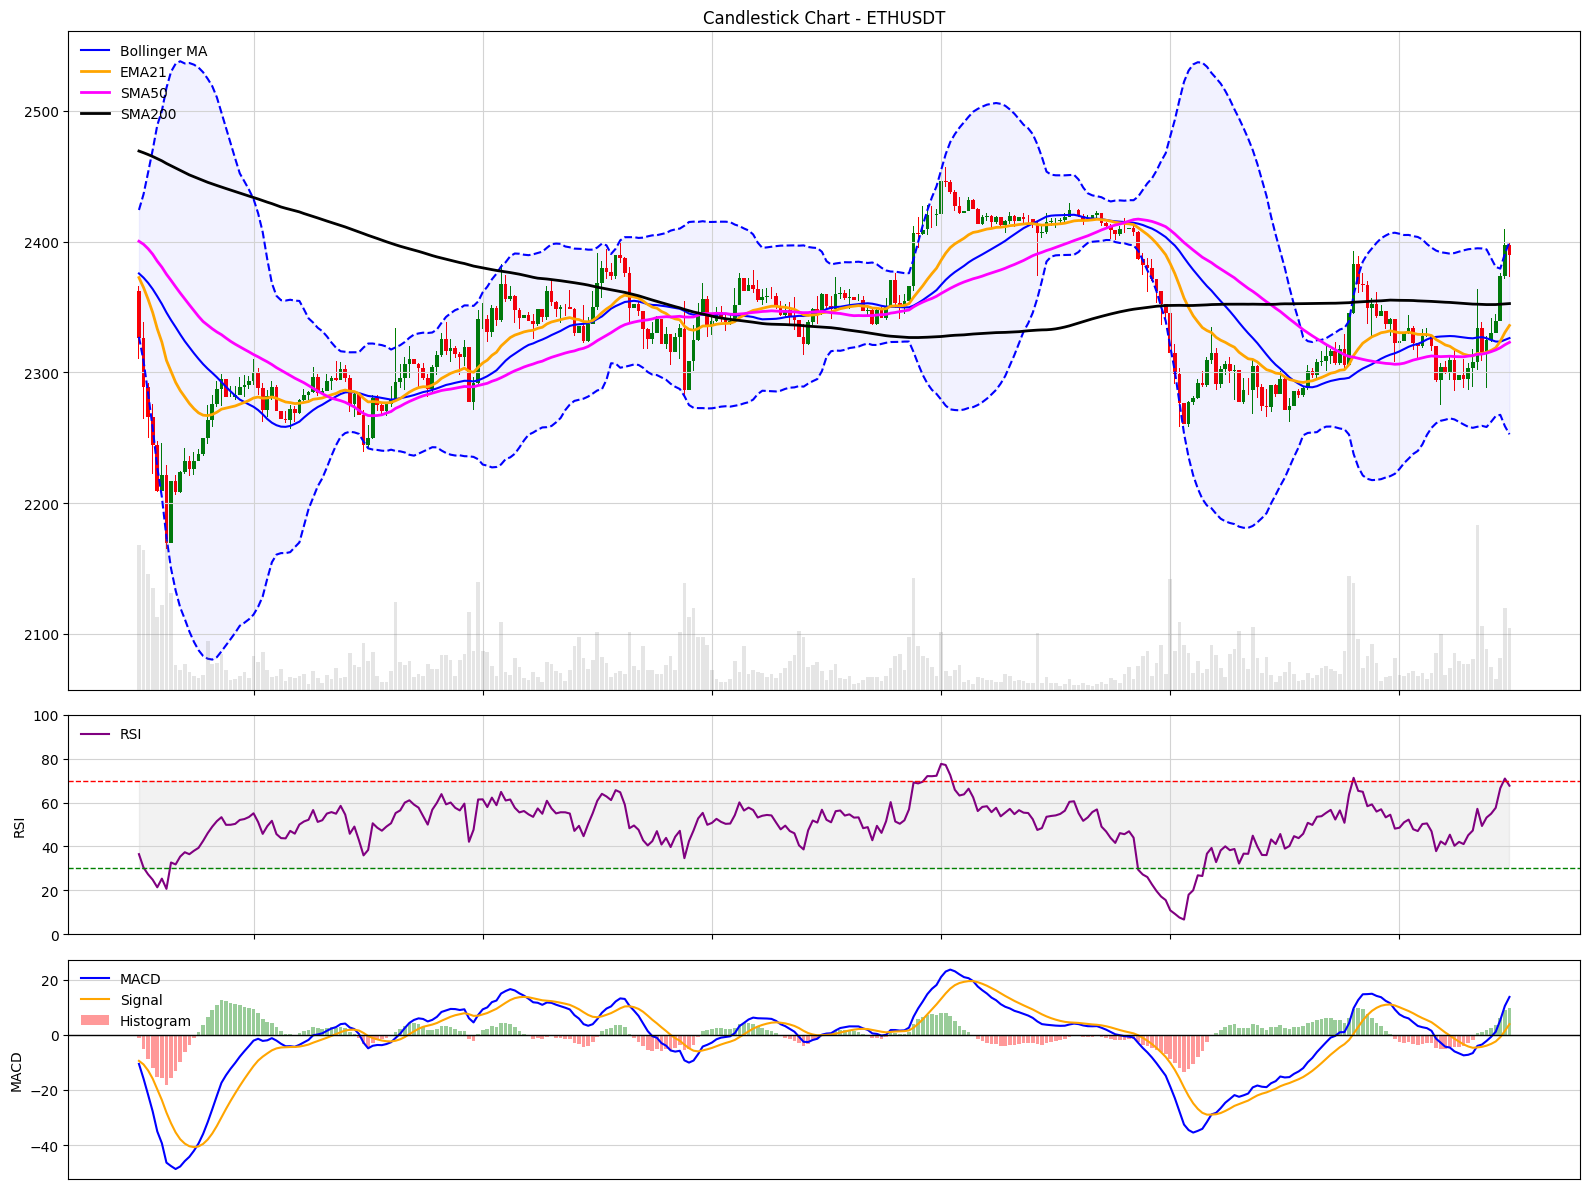 Candlestick Chart - ETHUSDT
Bollinger MA
EMA21
SMA50
SMA200
2500
2400
2300
2200
2100
RSI
100
80
60
40
20
0
RSI
MACD
Signal
Histogram
20
0
−20
−40
MACD